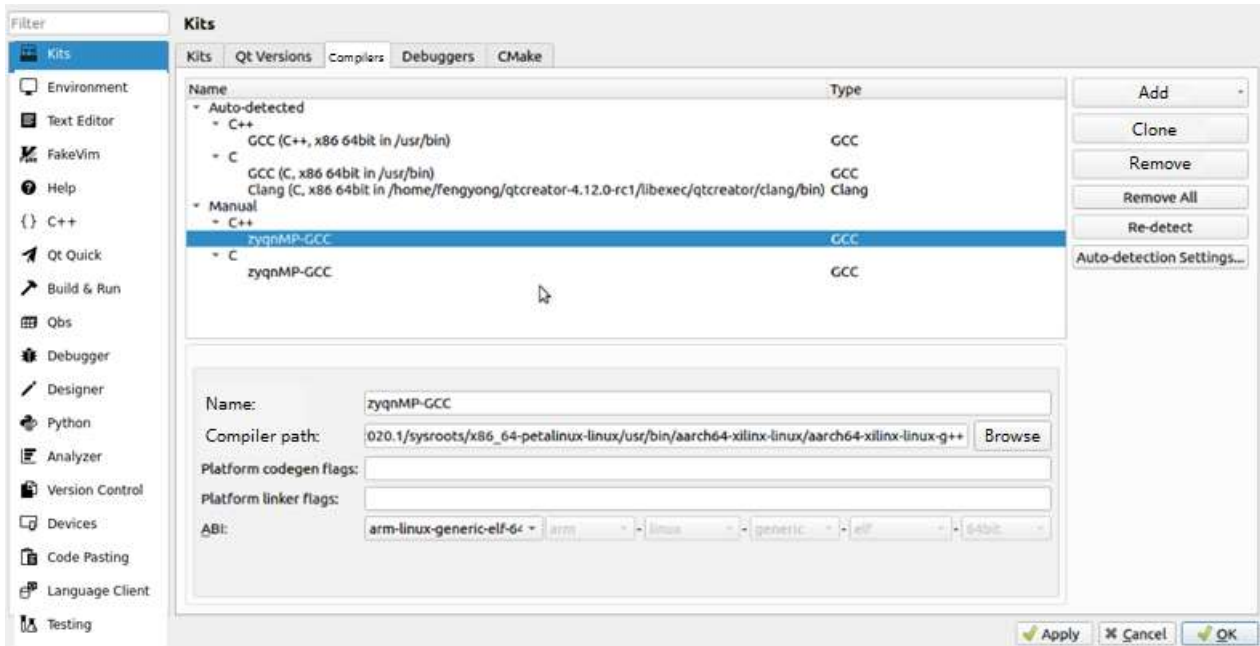 Filter
Kits
Environment
Text Editor
FakeVim
Help
{} C++
Qt Quick
Build & Run
Qbs
Debugger
Designer
Python
Analyzer
Version Control
Devices
Code Pasting
Language Client
Testing
Kits
Kits Qt Versions Compilers Debuggers CMake
Name Type
Auto-detected
C++
GCC (C++, x86 64bit in /usr/bin) GCC
C
GCC (C, x86 64bit in /usr/bin) GCC
Clang (C, x86 64bit in /home/fengyong/qtcreator-4.12.0-rc1/libexec/qtcreator/clang/bin) Clang
Manual
C++
zyqnMP-GCC GCC
C
zyqnMP-GCC GCC
Add
Clone
Remove
Remove All
Re-detect
Auto-detection Settings...
Name: zyqnMP-GCC
Compiler path: 020.1/sysroots/x86_64-petalinux-linux/usr/bin/aarch64-xilinx-linux/aarch64-xilinx-linux-g++ Browse
Platform codegen flags:
Platform linker flags:
ABI: arm-linux-generic-elf-64 arm - linux - generic - elf - 64bit
Apply Cancel OK